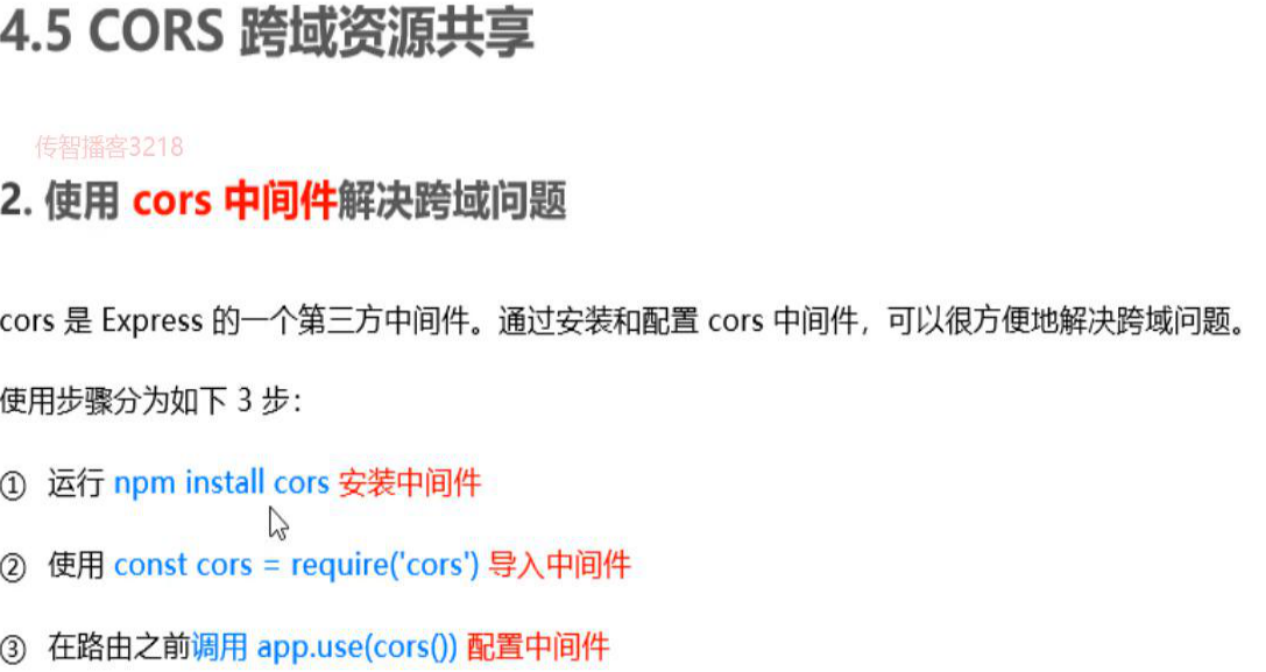 4.5 CORS 跨域资源共享
传智播客3218
2. 使用 cors 中间件解决跨域问题
cors 是 Express 的一个第三方中间件。通过安装和配置 cors 中间件，可以很方便地解决跨域问题。
使用步骤分为如下 3 步：
① 运行 npm install cors 安装中间件
② 使用 const cors = require('cors') 导入中间件
③ 在路由之前调用 app.use(cors()) 配置中间件